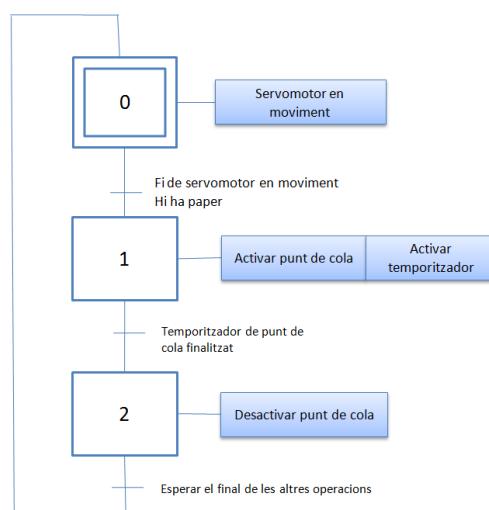 0
Servomotor en
moviment
Fi de servomotor en moviment
Hi ha paper
1
Activar punt de cola
Activar
temporitzador
Temporitzador de punt de
cola finalitzat
2
Desactivar punt de cola
Esperar el final de les altres operacions